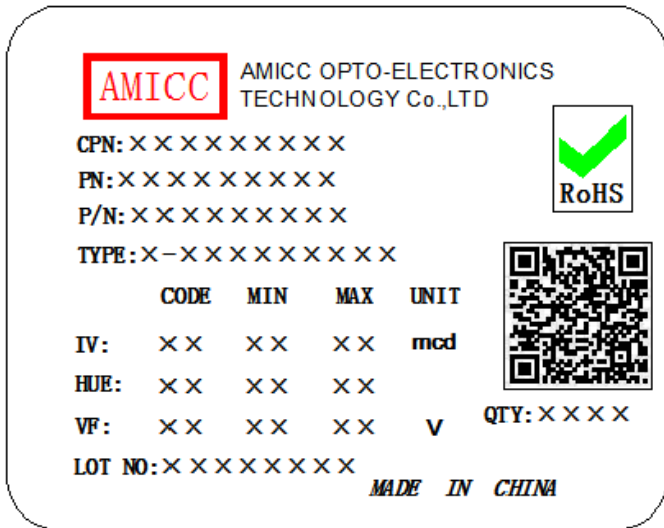 AMICC
AMICC OPTO-ELECTRONICS
TECHNOLOGY Co.,LTD
CPN:×××××××××
PN:×××××××××
P/N:×××××××××
RoHS
TYPE:×-×××××××××
CODE MIN MAX UNIT
IV: ×× ×× ×× mcd
HUE: ×× ×× ××
VF: ×× ×× ×× V
QTY:××××
LOT NO:××××××××
MADE IN CHINA